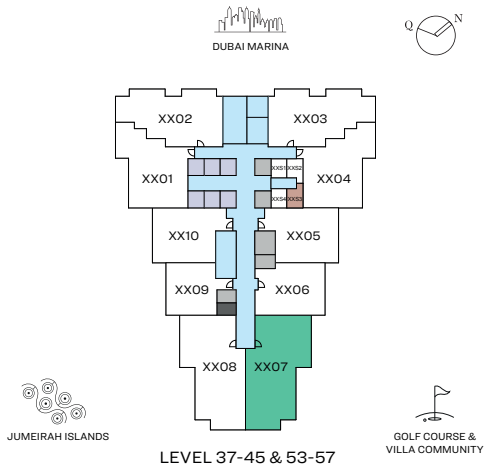 Q N
DUBAI MARINA
XX02 XX03
XX01 XXS1 XXS2 XX04
XXS4 XXS3
XX10 XX05
XX09 XX06
XX08 XX07
JUMEIRAH ISLANDS
GOLF COURSE &
VILLA COMMUNITY
LEVEL 37-45 & 53-57